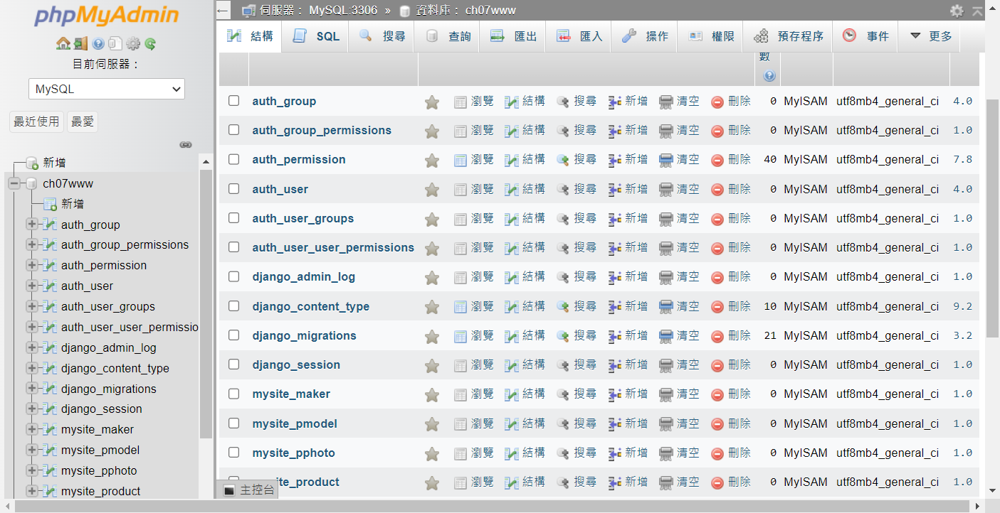 phpMyAdmin
目前伺服器：
MySQL
最近使用 最愛
新增
ch07www
新增
auth_group
auth_group_permissions
auth_permission
auth_user
auth_user_groups
auth_user_user_permissio
django_admin_log
django_content_type
django_migrations
django_session
mysite_maker
mysite_pmodel
mysite_pphoto
mysite_product
伺服器： MySQL:3306 » 資料庫： ch07www
結構 SQL 搜尋 查詢 匯出 匯入 操作 權限 預存程序 事件 更多
數
auth_group 瀏覽 結構 搜尋 新增 清空 刪除 0 MyISAM utf8mb4_general_ci 4.0
auth_group_permissions 瀏覽 結構 搜尋 新增 清空 刪除 0 MyISAM utf8mb4_general_ci 1.0
auth_permission 瀏覽 結構 搜尋 新增 清空 刪除 40 MyISAM utf8mb4_general_ci 7.8
auth_user 瀏覽 結構 搜尋 新增 清空 刪除 0 MyISAM utf8mb4_general_ci 4.0
auth_user_groups 瀏覽 結構 搜尋 新增 清空 刪除 0 MyISAM utf8mb4_general_ci 1.0
auth_user_user_permissions 瀏覽 結構 搜尋 新增 清空 刪除 0 MyISAM utf8mb4_general_ci 1.0
django_admin_log 瀏覽 結構 搜尋 新增 清空 刪除 0 MyISAM utf8mb4_general_ci 1.0
django_content_type 瀏覽 結構 搜尋 新增 清空 刪除 10 MyISAM utf8mb4_general_ci 9.2
django_migrations 瀏覽 結構 搜尋 新增 清空 刪除 21 MyISAM utf8mb4_general_ci 3.2
django_session 瀏覽 結構 搜尋 新增 清空 刪除 0 MyISAM utf8mb4_general_ci 1.0
mysite_maker 瀏覽 結構 搜尋 新增 清空 刪除 0 MyISAM utf8mb4_general_ci 1.0
mysite_pmodel 瀏覽 結構 搜尋 新增 清空 刪除 0 MyISAM utf8mb4_general_ci 1.0
mysite_pphoto 瀏覽 結構 搜尋 新增 清空 刪除 0 MyISAM utf8mb4_general_ci 1.0
mysite_product 瀏覽 結構 搜尋 新增 清空 刪除 0 MyISAM utf8mb4_general_ci 1.0
主控台